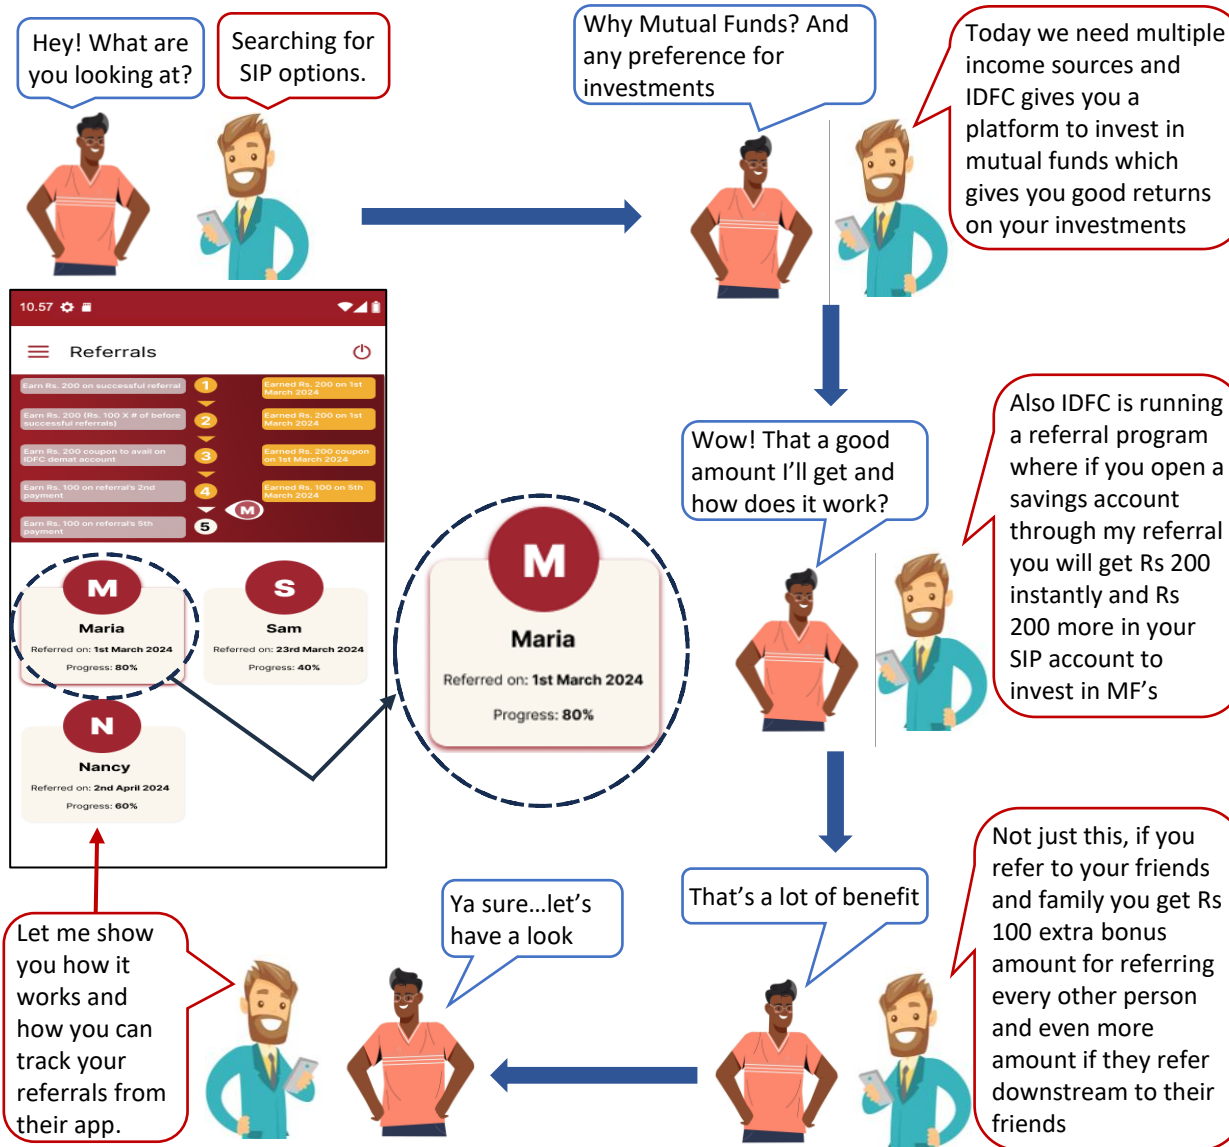 Hey! What are
you looking at?
Searching for
SIP options.
Why Mutual Funds? And
any preference for
investments
Today we need multiple
income sources and
IDFC gives you a
platform to invest in
mutual funds which
gives you good returns
on your investments
Also IDFC is running
a referral program
where if you open a
savings account
through my referral
you will get Rs 200
instantly and Rs
200 more in your
SIP account to
invest in MF's
Wow! That a good
amount I'll get and
how does it work?
Not just this, if you
refer to your friends
and family you get Rs
100 extra bonus
amount for referring
every other person
and even more
amount if they refer
downstream to their
friends
That's a lot of benefit
Ya sure...let's
have a look
Let me show
you how it
works and
how you can
track your
referrals from
their app.
10.57
Referrals
Earn Rs. 200 on successful referral
1
Earned Rs. 200 on 1st
March 2024
Earn Rs. 200 (Rs. 100 X # of before
successful referrals)
2
Earned Rs. 200 on 1st
March 2024
Earn Rs. 200 coupon to avail on
IDFC demat account
3
Earned Rs. 200 coupon
on 1st March 2024
Earn Rs. 100 on referral's 2nd
payment
4
Earned Rs. 100 on 5th
March 2024
M
Earn Rs. 100 on referral's 5th
payment
5
M
Maria
Referred on: 1st March 2024
Progress: 80%
S
Sam
Referred on: 23rd March 2024
Progress: 40%
N
Nancy
Referred on: 2nd April 2024
Progress: 60%
M
Maria
Referred on: 1st March 2024
Progress: 80%